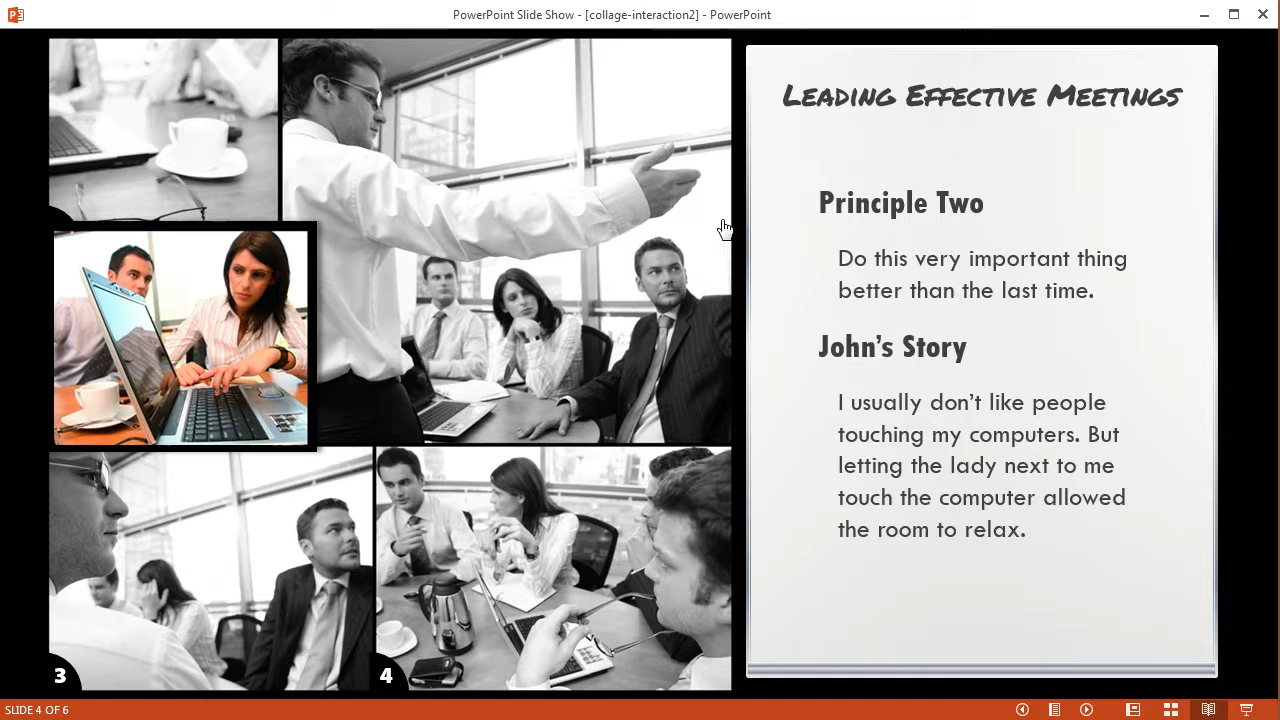 PowerPoint Slide Show - [collage-interaction2] - PowerPoint
Leading Effective Meetings
Principle Two
Do this very important thing
better than the last time.
John's Story
I usually don't like people
touching my computers. But
letting the lady next to me
touch the computer allowed
the room to relax.
3
4
SLIDE 4 OF 6